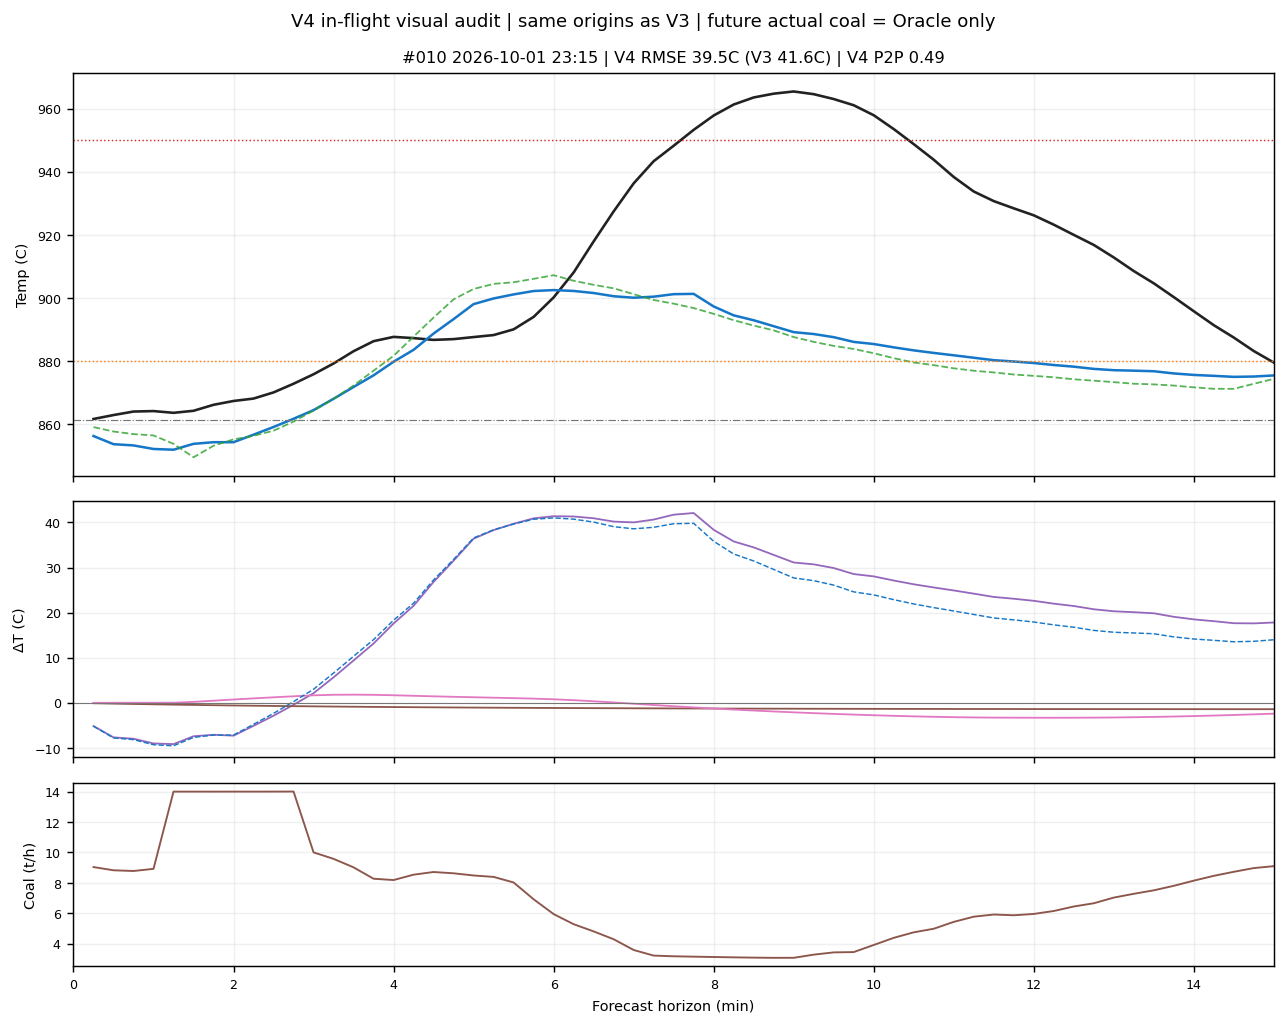 V4 in-flight visual audit | same origins as V3 | future actual coal = Oracle only
#010 2026-10-01 23:15 | V4 RMSE 39.5C (V3 41.6C) | V4 P2P 0.49
Temp (C)
960
940
920
900
880
860
ΔT (C)
40
30
20
10
0
−10
Coal (t/h)
14
12
10
8
6
4
0 2 4 6 8 10 12 14
Forecast horizon (min)